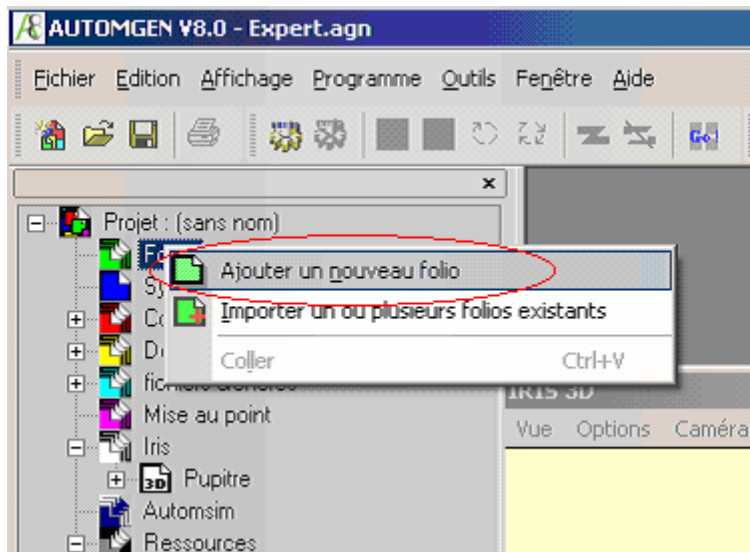 AUTOMGEN V8.0 - Expert.agn
Fichier Edition Affichage Programme Outils Fenêtre Aide
Go!
Projet : (sans nom)
Ajouter un nouveau folio
Importer un ou plusieurs folios existants
Coller Ctrl+V
Mise au point
IRIS 3D
Vue Options Caméra
Iris
3D Pupitre
Automsim
Ressources